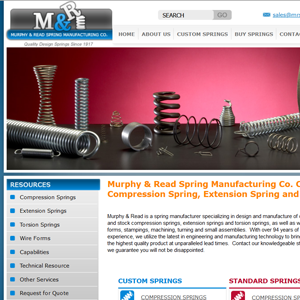 M&R
MURPHY & READ SPRING MANUFACTURING CO.
Quality Design Springs Since 1917
SEARCH
GO
sales@m
HOME
ABOUT US
CUSTOM SPRINGS
BUY SPRINGS
CONTA
RESOURCES
Compression Springs
Extension Springs
Torsion Springs
Wire Forms
Capabilities
Technical Resource
Other Services
Request for Quote
Murphy & Read Spring Manufacturing Co. C
Compression Spring, Extension Spring and
Murphy & Read is a spring manufacturer specializing in design and manufacture of
and stock compression springs, extension springs and torsion springs, as well as w
forms, stampings, machining, turning and small assemblies. With over 94 years of
experience, we utilize the latest in engineering and manufacturing technology to brin
the highest quality product at unparalleled lead times. Contact our knowledgeable st
we guarantee you will not be disappointed.
CUSTOM SPRINGS
COMPRESSION SPRINGS
STANDARD SPRINGS
COMPRESSION SPRINGS